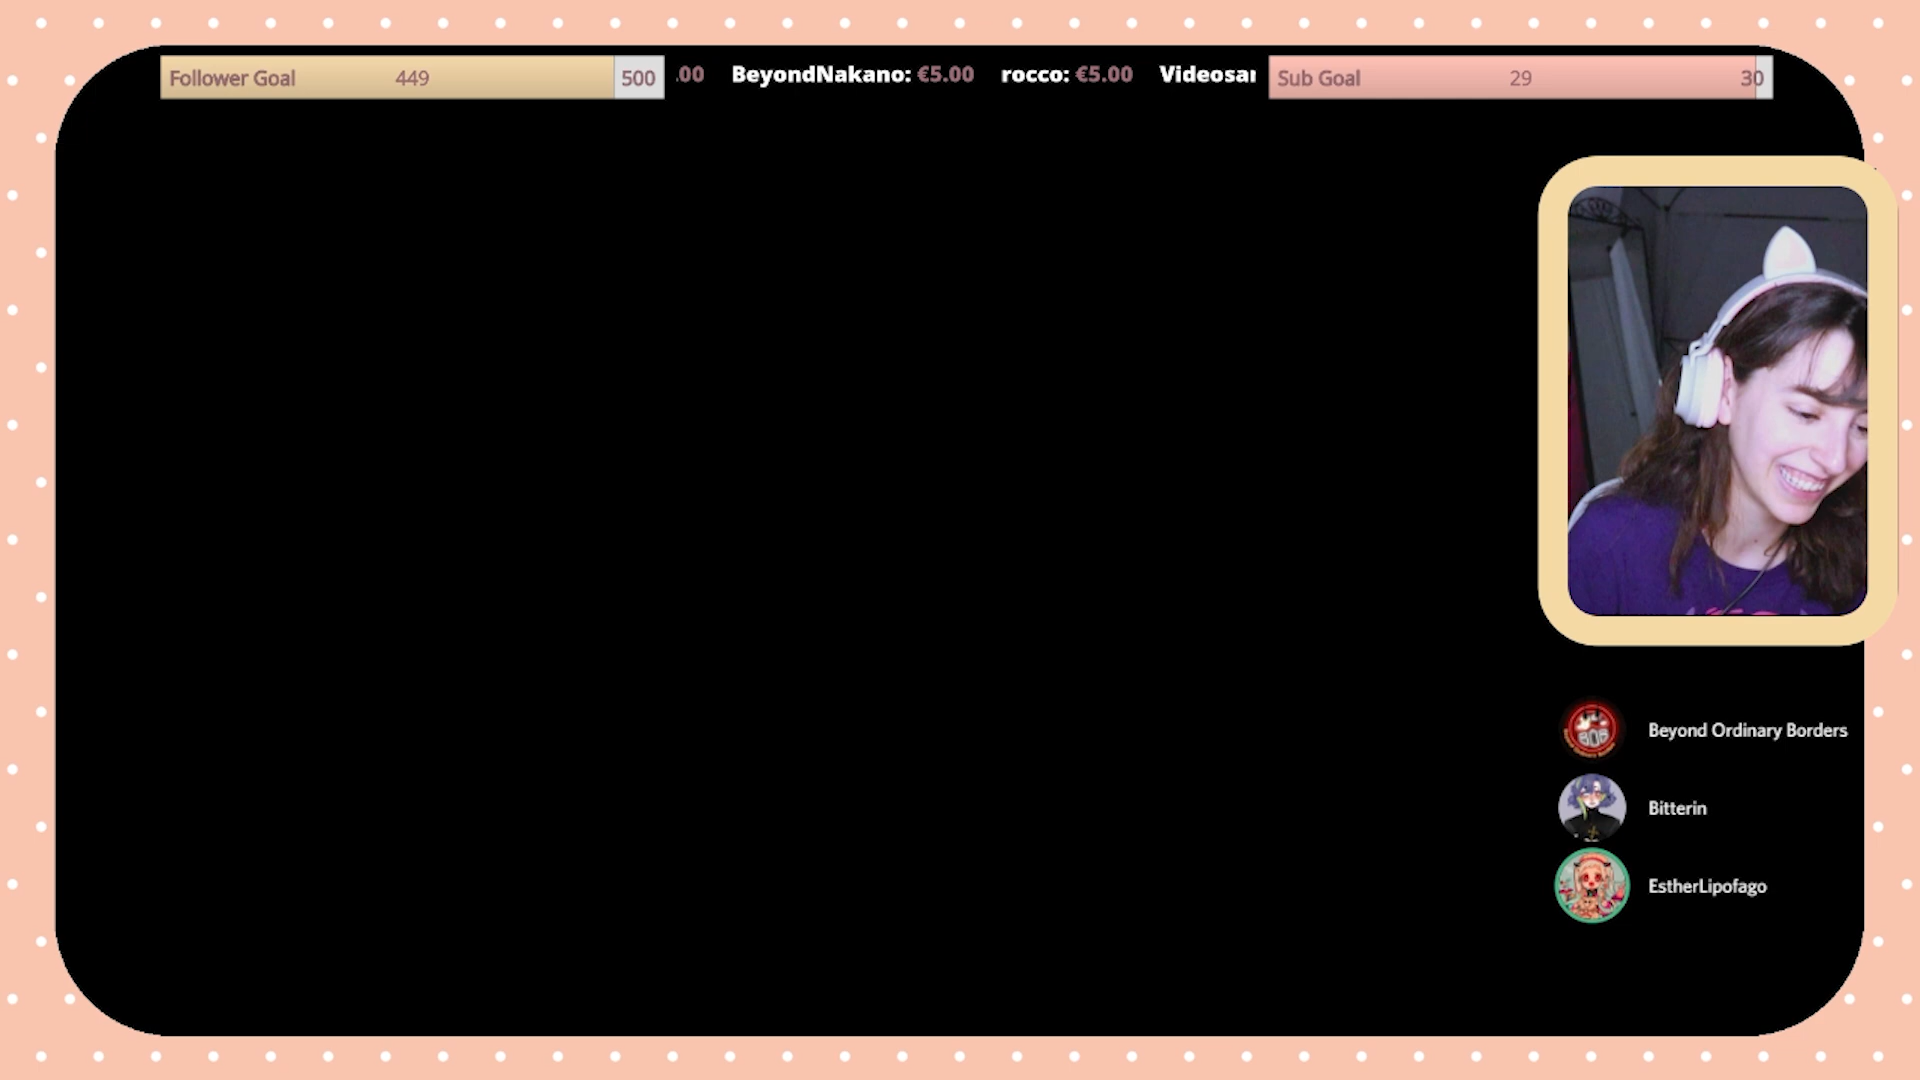 Follower Goal 449 500
.00 BeyondNakano: €5.00 rocco: €5.00 Videosar
Sub Goal 29 30
Beyond Ordinary Borders
Bitterin
EstherLipofago